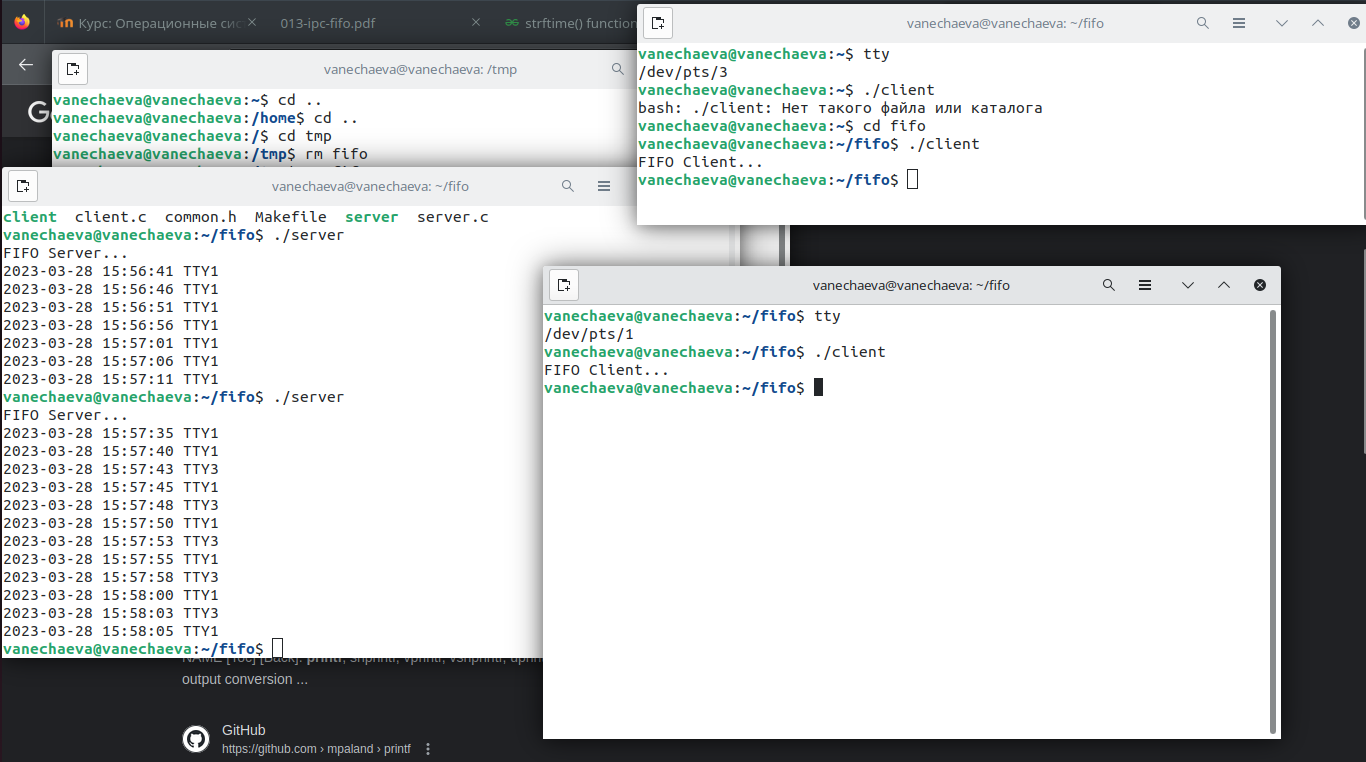 Курс: Операционные сис
013-ipc-fifo.pdf
strftime() function
vanechaeva@vanechaeva: /tmp
vanechaeva@vanechaeva:~$ cd ..
vanechaeva@vanechaeva:/home$ cd ..
vanechaeva@vanechaeva:/$ cd tmp
vanechaeva@vanechaeva:/tmp$ rm fifo
vanechaeva@vanechaeva: ~/fifo
vanechaeva@vanechaeva:~$ tty
/dev/pts/3
vanechaeva@vanechaeva:~$ ./client
bash: ./client: Нет такого файла или каталога
vanechaeva@vanechaeva:~$ cd fifo
vanechaeva@vanechaeva:~/fifo$ ./client
FIFO Client...
vanechaeva@vanechaeva:~/fifo$
vanechaeva@vanechaeva: ~/fifo
client client.c common.h Makefile server server.c
vanechaeva@vanechaeva:~/fifo$ ./server
FIFO Server...
2023-03-28 15:56:41 TTY1
2023-03-28 15:56:46 TTY1
2023-03-28 15:56:51 TTY1
2023-03-28 15:56:56 TTY1
2023-03-28 15:57:01 TTY1
2023-03-28 15:57:06 TTY1
2023-03-28 15:57:11 TTY1
vanechaeva@vanechaeva:~/fifo$ ./server
FIFO Server...
2023-03-28 15:57:35 TTY1
2023-03-28 15:57:40 TTY1
2023-03-28 15:57:43 TTY3
2023-03-28 15:57:45 TTY1
2023-03-28 15:57:48 TTY3
2023-03-28 15:57:50 TTY1
2023-03-28 15:57:53 TTY3
2023-03-28 15:57:55 TTY1
2023-03-28 15:57:58 TTY3
2023-03-28 15:58:00 TTY1
2023-03-28 15:58:03 TTY3
2023-03-28 15:58:05 TTY1
vanechaeva@vanechaeva:~/fifo$
vanechaeva@vanechaeva: ~/fifo
vanechaeva@vanechaeva:~/fifo$ tty
/dev/pts/1
vanechaeva@vanechaeva:~/fifo$ ./client
FIFO Client...
vanechaeva@vanechaeva:~/fifo$
NAME [Toc] [Back]. printf, snprintf, vprintf, vsnprintf,
output conversion ...
GitHub
https://github.com › mpaland › printf